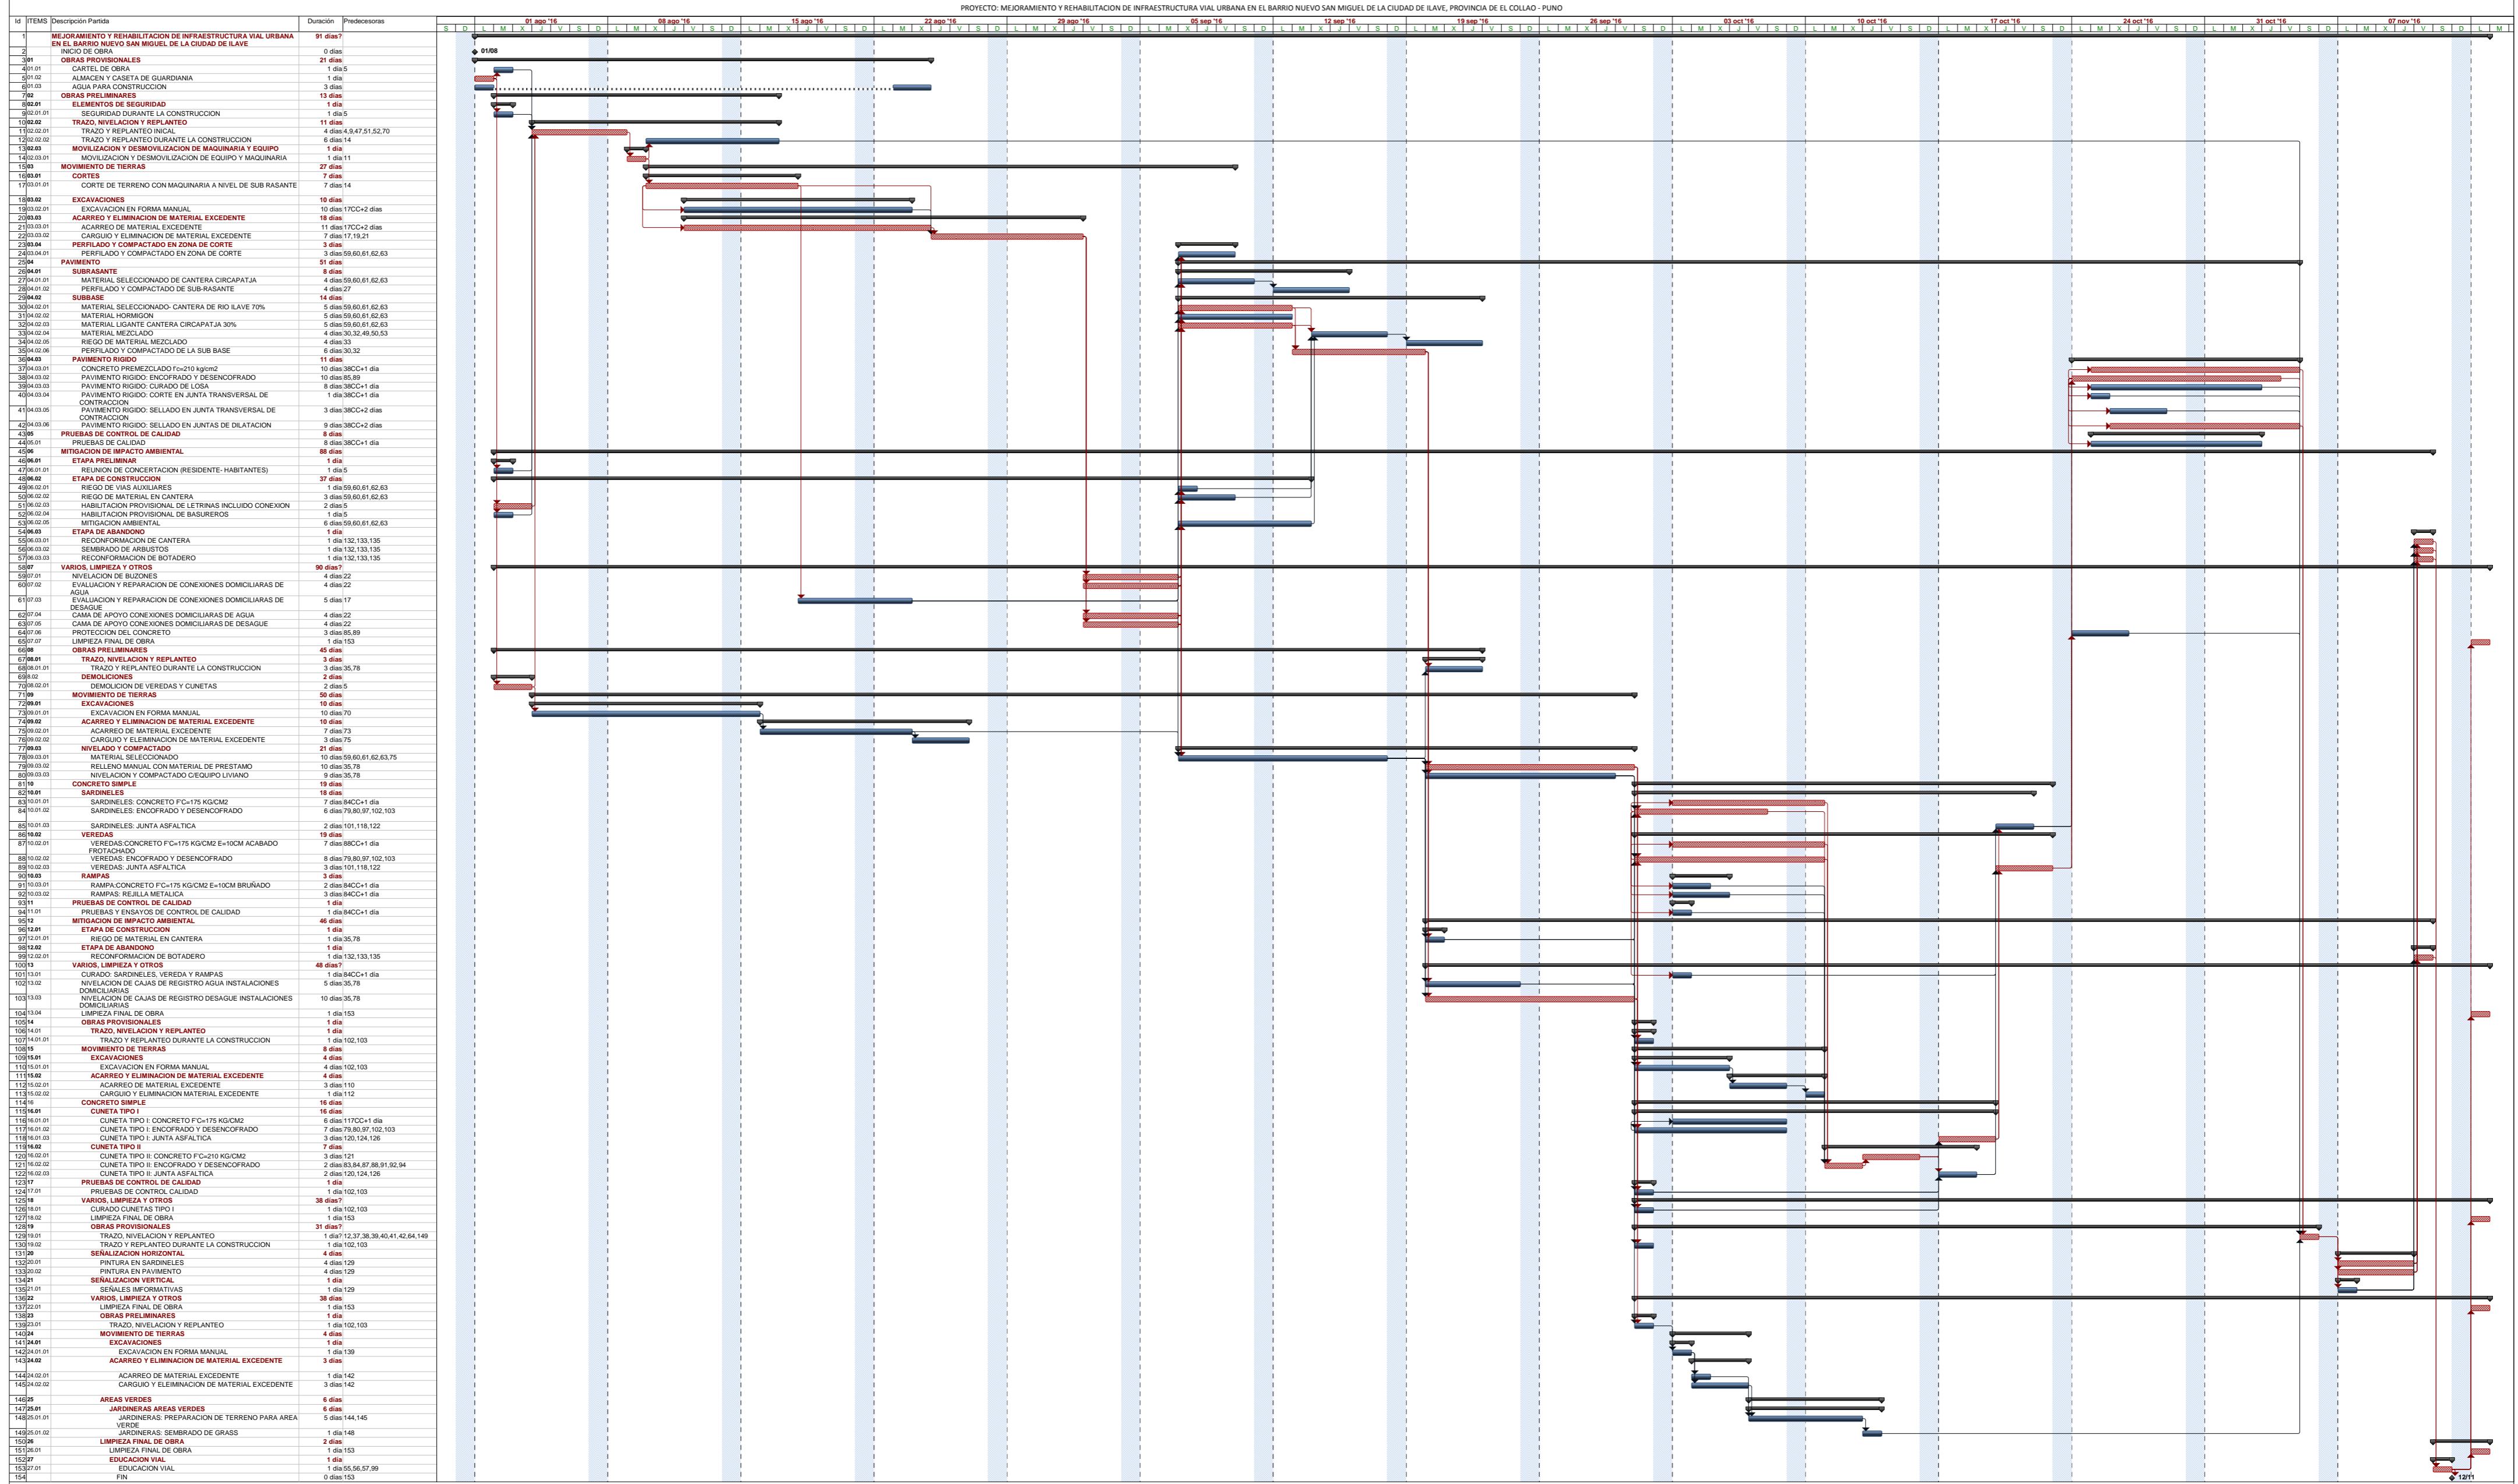 PROYECTO: MEJORAMIENTO Y REHABILITACION DE INFRAESTRUCTURA VIAL URBANA EN EL BARRIO NUEVO SAN MIGUEL DE LA CIUDAD DE ILAVE, PROVINCIA DE EL COLLAO - PUNO
Id ITEMS Descripción Partida Duración Predecesoras 01 ago '16 08 ago '16 15 ago '16 22 ago '16 29 ago '16 05 sep '16 12 sep '16 19 sep '16 26 sep '16 03 oct '16 10 oct '16 17 oct '16 24 oct '16 31 oct '16 07 nov '16
S D L M X J V S D L M X J V S D L M X J V S D L M X J V S D L M X J V S D L M X J V S D L M X J V S D L M X J V S D L M X J V S D L M X J V S D L M X J V S D L M X J V S D L M X J V S D L M X J V S D L M X J V S D L M
1 MEJORAMIENTO Y REHABILITACION DE INFRAESTRUCTURA VIAL URBANA 91 días?
EN EL BARRIO NUEVO SAN MIGUEL DE LA CIUDAD DE ILAVE
2 INICIO DE OBRA 0 días 01/08
3 01 OBRAS PROVISIONALES 21 días
4 01.01 CARTEL DE OBRA 1 día 5
5 01.02 ALMACEN Y CASETA DE GUARDIANIA 1 día
6 01.03 AGUA PARA CONSTRUCCION 3 días
7 02 OBRAS PRELIMINARES 13 días
8 02.01 ELEMENTOS DE SEGURIDAD 1 día
9 02.01.01 SEGURIDAD DURANTE LA CONSTRUCCION 1 día 5
10 02.02 TRAZO, NIVELACION Y REPLANTEO 11 días
11 02.02.01 TRAZO Y REPLANTEO INICAL 4 días 4,9,47,51,52,70
12 02.02.02 TRAZO Y REPLANTEO DURANTE LA CONSTRUCCION 6 días 14
13 02.03 MOVILIZACION Y DESMOVILIZACION DE MAQUINARIA Y EQUIPO 1 día
14 02.03.01 MOVILIZACION Y DESMOVILIZACION DE EQUIPO Y MAQUINARIA 1 día 11
15 03 MOVIMIENTO DE TIERRAS 27 días
16 03.01 CORTES 7 días
17 03.01.01 CORTE DE TERRENO CON MAQUINARIA A NIVEL DE SUB RASANTE 7 días 14
18 03.02 EXCAVACIONES 10 días
19 03.02.01 EXCAVACION EN FORMA MANUAL 10 días 17CC+2 días
20 03.03 ACARREO Y ELIMINACION DE MATERIAL EXCEDENTE 18 días
21 03.03.01 ACARREO DE MATERIAL EXCEDENTE 11 días 17CC+2 días
22 03.03.02 CARGUIO Y ELIMINACION DE MATERIAL EXCEDENTE 7 días 17,19,21
23 03.04 PERFILADO Y COMPACTADO EN ZONA DE CORTE 3 días
24 03.04.01 PERFILADO Y COMPACTADO EN ZONA DE CORTE 3 días 59,60,61,62,63
25 04 PAVIMENTO 51 días
26 04.01 SUBRASANTE 8 días
27 04.01.01 MATERIAL SELECCIONADO DE CANTERA CIRCAPATJA 4 días 59,60,61,62,63
28 04.01.02 PERFILADO Y COMPACTADO DE SUB-RASANTE 4 días 27
29 04.02 SUBBASE 14 días
30 04.02.01 MATERIAL SELECCIONADO- CANTERA DE RIO ILAVE 70% 5 días 59,60,61,62,63
31 04.02.02 MATERIAL HORMIGON 5 días 59,60,61,62,63
32 04.02.03 MATERIAL LIGANTE CANTERA CIRCAPATJA 30% 5 días 59,60,61,62,63
33 04.02.04 MATERIAL MEZCLADO 4 días 30,32,49,50,53
34 04.02.05 RIEGO DE MATERIAL MEZCLADO 4 días 33
35 04.02.06 PERFILADO Y COMPACTADO DE LA SUB BASE 6 días 30,32
36 04.03 PAVIMENTO RIGIDO 11 días
37 04.03.01 CONCRETO PREMEZCLADO f'c=210 kg/cm2 10 días 38CC+1 día
38 04.03.02 PAVIMENTO RIGIDO: ENCOFRADO Y DESENCOFRADO 10 días 85,89
39 04.03.03 PAVIMENTO RIGIDO: CURADO DE LOSA 8 días 38CC+1 día
40 04.03.04 PAVIMENTO RIGIDO: CORTE EN JUNTA TRANSVERSAL DE 1 día 38CC+1 día
CONTRACCION
41 04.03.05 PAVIMENTO RIGIDO: SELLADO EN JUNTA TRANSVERSAL DE 3 días 38CC+2 días
CONTRACCION
42 04.03.06 PAVIMENTO RIGIDO: SELLADO EN JUNTAS DE DILATACION 9 días 38CC+2 días
43 05 PRUEBAS DE CONTROL DE CALIDAD 8 días
44 05.01 PRUEBAS DE CALIDAD 8 días 38CC+1 día
45 06 MITIGACION DE IMPACTO AMBIENTAL 88 días
46 06.01 ETAPA PRELIMINAR 1 día
47 06.01.01 REUNION DE CONCERTACION (RESIDENTE- HABITANTES) 1 día 5
48 06.02 ETAPA DE CONSTRUCCION 37 días
49 06.02.01 RIEGO DE VIAS AUXILIARES 1 día 59,60,61,62,63
50 06.02.02 RIEGO DE MATERIAL EN CANTERA 3 días 59,60,61,62,63
51 06.02.03 HABILITACION PROVISIONAL DE LETRINAS INCLUIDO CONEXION 2 días 5
52 06.02.04 HABILITACION PROVISIONAL DE BASUREROS 1 día 5
53 06.02.05 MITIGACION AMBIENTAL 6 días 59,60,61,62,63
54 06.03 ETAPA DE ABANDONO 1 día
55 06.03.01 RECONFORMACION DE CANTERA 1 día 132,133,135
56 06.03.02 SEMBRADO DE ARBUSTOS 1 día 132,133,135
57 06.03.03 RECONFORMACION DE BOTADERO 1 día 132,133,135
58 07 VARIOS, LIMPIEZA Y OTROS 90 días?
59 07.01 NIVELACION DE BUZONES 4 días 22
60 07.02 EVALUACION Y REPARACION DE CONEXIONES DOMICILIARAS DE 4 días 22
AGUA
61 07.03 EVALUACION Y REPARACION DE CONEXIONES DOMICILIARAS DE 5 días 17
DESAGUE
62 07.04 CAMA DE APOYO CONEXIONES DOMICILIARAS DE AGUA 4 días 22
63 07.05 CAMA DE APOYO CONEXIONES DOMICILIARAS DE DESAGUE 4 días 22
64 07.06 PROTECCION DEL CONCRETO 3 días 85,89
65 07.07 LIMPIEZA FINAL DE OBRA 1 día 153
66 08 OBRAS PRELIMINARES 45 días
67 08.01 TRAZO, NIVELACION Y REPLANTEO 3 días
68 08.01.01 TRAZO Y REPLANTEO DURANTE LA CONSTRUCCION 3 días 35,78
69 8.02 DEMOLICIONES 2 días
70 08.02.01 DEMOLICION DE VEREDAS Y CUNETAS 2 días 5
71 09 MOVIMIENTO DE TIERRAS 50 días
72 09.01 EXCAVACIONES 10 días
73 09.01.01 EXCAVACION EN FORMA MANUAL 10 días 70
74 09.02 ACARREO Y ELIMINACION DE MATERIAL EXCEDENTE 10 días
75 09.02.01 ACARREO DE MATERIAL EXCEDENTE 7 días 73
76 09.02.02 CARGUIO Y ELEIMINACION DE MATERIAL EXCEDENTE 3 días 75
77 09.03 NIVELADO Y COMPACTADO 21 días
78 09.03.01 MATERIAL SELECCIONADO 10 días 59,60,61,62,63,75
79 09.03.02 RELLENO MANUAL CON MATERIAL DE PRESTAMO 10 días 35,78
80 09.03.03 NIVELACION Y COMPACTADO C/EQUIPO LIVIANO 9 días 35,78
81 10 CONCRETO SIMPLE 19 días
82 10.01 SARDINELES 18 días
83 10.01.01 SARDINELES: CONCRETO F'C=175 KG/CM2 7 días 84CC+1 día
84 10.01.02 SARDINELES: ENCOFRADO Y DESENCOFRADO 6 días 79,80,97,102,103
85 10.01.03 SARDINELES: JUNTA ASFALTICA 2 días 101,118,122
86 10.02 VEREDAS 19 días
87 10.02.01 VEREDAS:CONCRETO F'C=175 KG/CM2 E=10CM ACABADO 7 días 88CC+1 día
FROTACHADO
88 10.02.02 VEREDAS: ENCOFRADO Y DESENCOFRADO 8 días 79,80,97,102,103
89 10.02.03 VEREDAS: JUNTA ASFALTICA 3 días 101,118,122
90 10.03 RAMPAS 3 días
91 10.03.01 RAMPA:CONCRETO F'C=175 KG/CM2 E=10CM BRUÑADO 2 días 84CC+1 día
92 10.03.02 RAMPAS: REJILLA METALICA 3 días 84CC+1 día
93 11 PRUEBAS DE CONTROL DE CALIDAD 1 día
94 11.01 PRUEBAS Y ENSAYOS DE CONTROL DE CALIDAD 1 día 84CC+1 día
95 12 MITIGACION DE IMPACTO AMBIENTAL 46 días
96 12.01 ETAPA DE CONSTRUCCION 1 día
97 12.01.01 RIEGO DE MATERIAL EN CANTERA 1 día 35,78
98 12.02 ETAPA DE ABANDONO 1 día
99 12.02.01 RECONFORMACION DE BOTADERO 1 día 132,133,135
100 13 VARIOS, LIMPIEZA Y OTROS 48 días?
101 13.01 CURADO: SARDINELES, VEREDA Y RAMPAS 1 día 84CC+1 día
102 13.02 NIVELACION DE CAJAS DE REGISTRO AGUA INSTALACIONES 5 días 35,78
DOMICILIARIAS
103 13.03 NIVELACION DE CAJAS DE REGISTRO DESAGUE INSTALACIONES 10 días 35,78
DOMICILIARIAS
104 13.04 LIMPIEZA FINAL DE OBRA 1 día 153
105 14 OBRAS PROVISIONALES 1 día
106 14.01 TRAZO, NIVELACION Y REPLANTEO 1 día
107 14.01.01 TRAZO Y REPLANTEO DURANTE LA CONSTRUCCION 1 día 102,103
108 15 MOVIMIENTO DE TIERRAS 8 días
109 15.01 EXCAVACIONES 4 días
110 15.01.01 EXCAVACION EN FORMA MANUAL 4 días 102,103
111 15.02 ACARREO Y ELIMINACION DE MATERIAL EXCEDENTE 4 días
112 15.02.01 ACARREO DE MATERIAL EXCEDENTE 3 días 110
113 15.02.02 CARGUIO Y ELIMINACION MATERIAL EXCEDENTE 1 día 112
114 16 CONCRETO SIMPLE 16 días
115 16.01 CUNETA TIPO I 16 días
116 16.01.01 CUNETA TIPO I: CONCRETO F'C=175 KG/CM2 6 días 117CC+1 día
117 16.01.02 CUNETA TIPO I: ENCOFRADO Y DESENCOFRADO 7 días 79,80,97,102,103
118 16.01.03 CUNETA TIPO I: JUNTA ASFALTICA 3 días 120,124,126
119 16.02 CUNETA TIPO II 7 días
120 16.02.01 CUNETA TIPO II: CONCRETO F'C=210 KG/CM2 3 días 121
121 16.02.02 CUNETA TIPO II: ENCOFRADO Y DESENCOFRADO 2 días 83,84,87,88,91,92,94
122 16.02.03 CUNETA TIPO II: JUNTA ASFALTICA 2 días 120,124,126
123 17 PRUEBAS DE CONTROL DE CALIDAD 1 día
124 17.01 PRUEBAS DE CONTROL CALIDAD 1 día 102,103
125 18 VARIOS, LIMPIEZA Y OTROS 38 días?
126 18.01 CURADO CUNETAS TIPO I 1 día 102,103
127 18.02 LIMPIEZA FINAL DE OBRA 1 día 153
128 19 OBRAS PROVISIONALES 31 días?
129 19.01 TRAZO, NIVELACION Y REPLANTEO 1 día? 12,37,38,39,40,41,42,64,149
130 19.02 TRAZO Y REPLANTEO DURANTE LA CONSTRUCCION 1 día 102,103
131 20 SEÑALIZACION HORIZONTAL 4 días
132 20.01 PINTURA EN SARDINELES 4 días 129
133 20.02 PINTURA EN PAVIMENTO 4 días 129
134 21 SEÑALIZACION VERTICAL 1 día
135 21.01 SEÑALES IMFORMATIVAS 1 día 129
136 22 VARIOS, LIMPIEZA Y OTROS 38 días
137 22.01 LIMPIEZA FINAL DE OBRA 1 día 153
138 23 OBRAS PRELIMINARES 1 día
139 23.01 TRAZO, NIVELACION Y REPLANTEO 1 día 102,103
140 24 MOVIMIENTO DE TIERRAS 4 días
141 24.01 EXCAVACIONES 1 día
142 24.01.01 EXCAVACION EN FORMA MANUAL 1 día 139
143 24.02 ACARREO Y ELIMINACION DE MATERIAL EXCEDENTE 3 días
144 24.02.01 ACARREO DE MATERIAL EXCEDENTE 1 día 142
145 24.02.02 CARGUIO Y ELEIMINACION DE MATERIAL EXCEDENTE 3 días 142
146 25 AREAS VERDES 6 días
147 25.01 JARDINERAS AREAS VERDES 6 días
148 25.01.01 JARDINERAS: PREPARACION DE TERRENO PARA AREA 5 días 144,145
VERDE
149 25.01.02 JARDINERAS: SEMBRADO DE GRASS 1 día 148
150 26 LIMPIEZA FINAL DE OBRA 2 días
151 26.01 LIMPIEZA FINAL DE OBRA 1 día 153
152 27 EDUCACION VIAL 1 día
153 27.01 EDUCACION VIAL 1 día 55,56,57,99
154 FIN 0 días 153 12/11